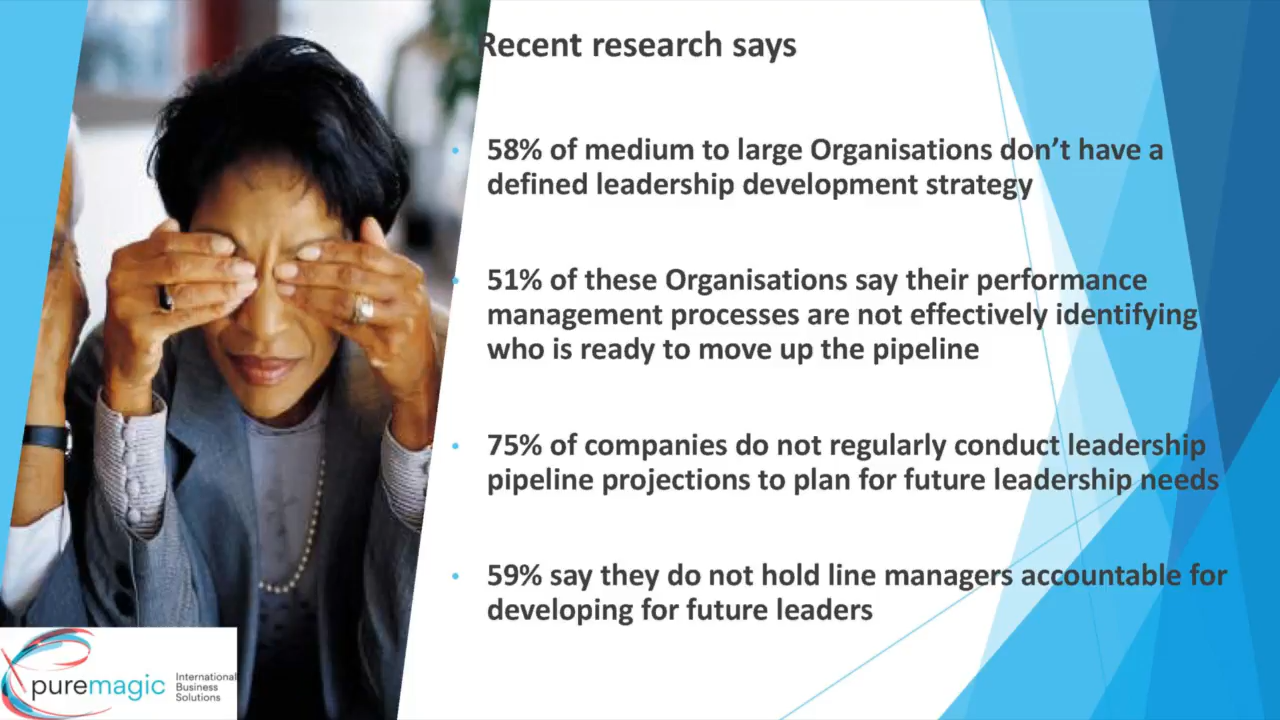 Recent research says
• 58% of medium to large Organisations don’t have a
defined leadership development strategy
• 51% of these Organisations say their performance
management processes are not effectively identifying
who is ready to move up the pipeline
• 75% of companies do not regularly conduct leadership
pipeline projections to plan for future leadership needs
• 59% say they do not hold line managers accountable for
developing for future leaders
puremagic
International
Business
Solutions